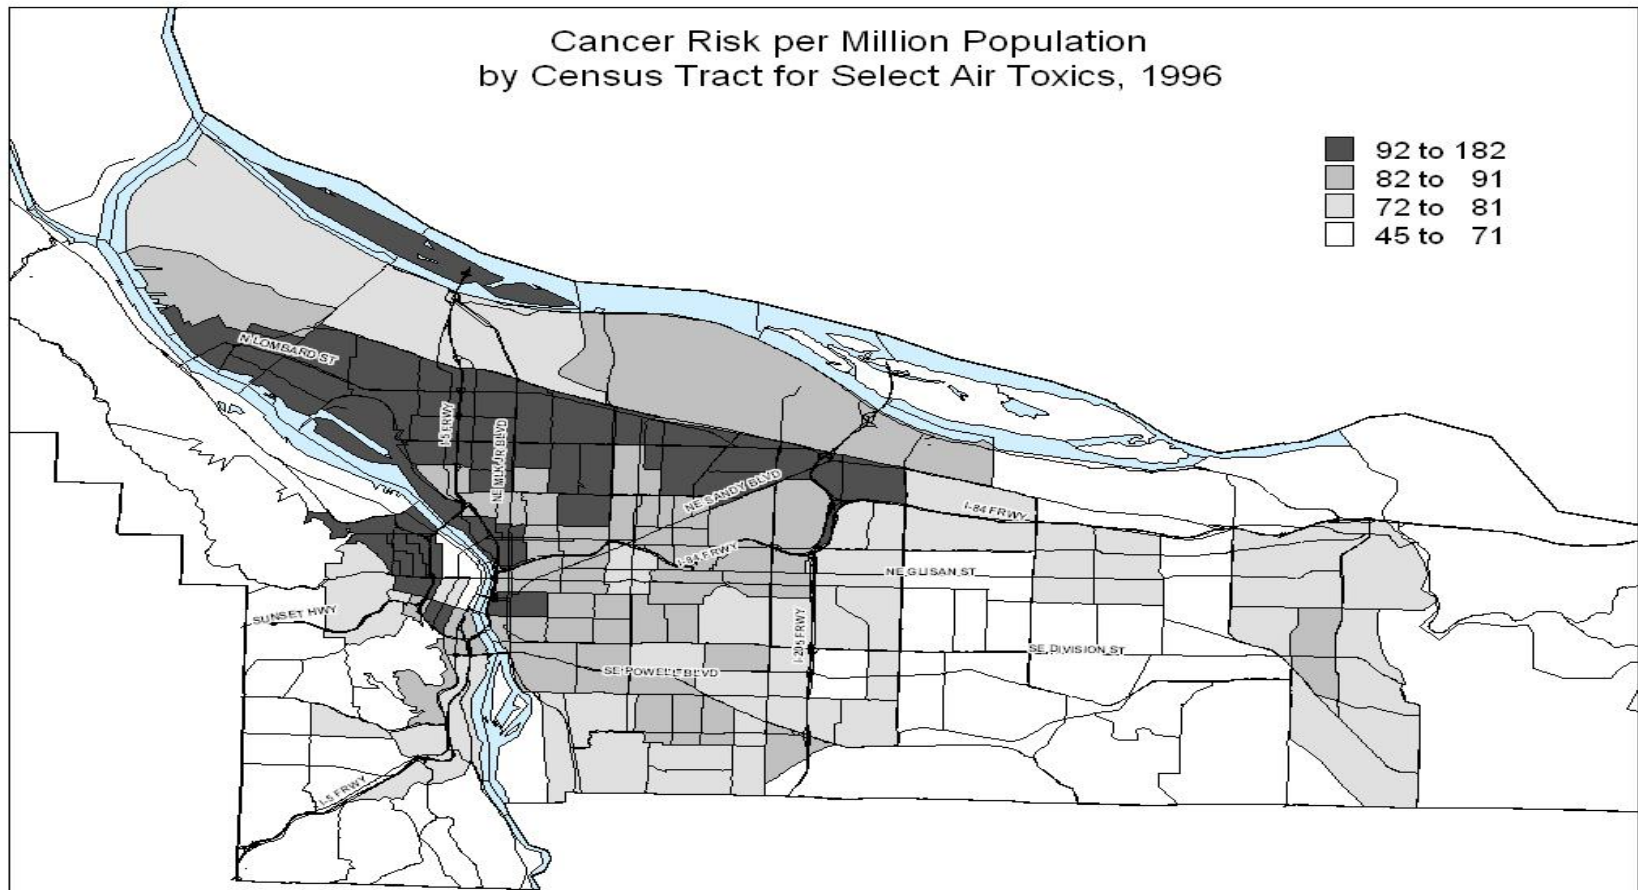 Cancer Risk per Million Population
by Census Tract for Select Air Toxics, 1996
92 to 182
82 to 91
72 to 81
45 to 71
N LOMBARD ST
I-5 FRWY
NE MLK JR BLVD
NE SANDY BLVD
I-84 FRWY
I-84 FRWY
NE GLISAN ST
SUNSET HWY
I-205 FRWY
SE DIVISION ST
SE POWELL BLVD
I-5 FRWY